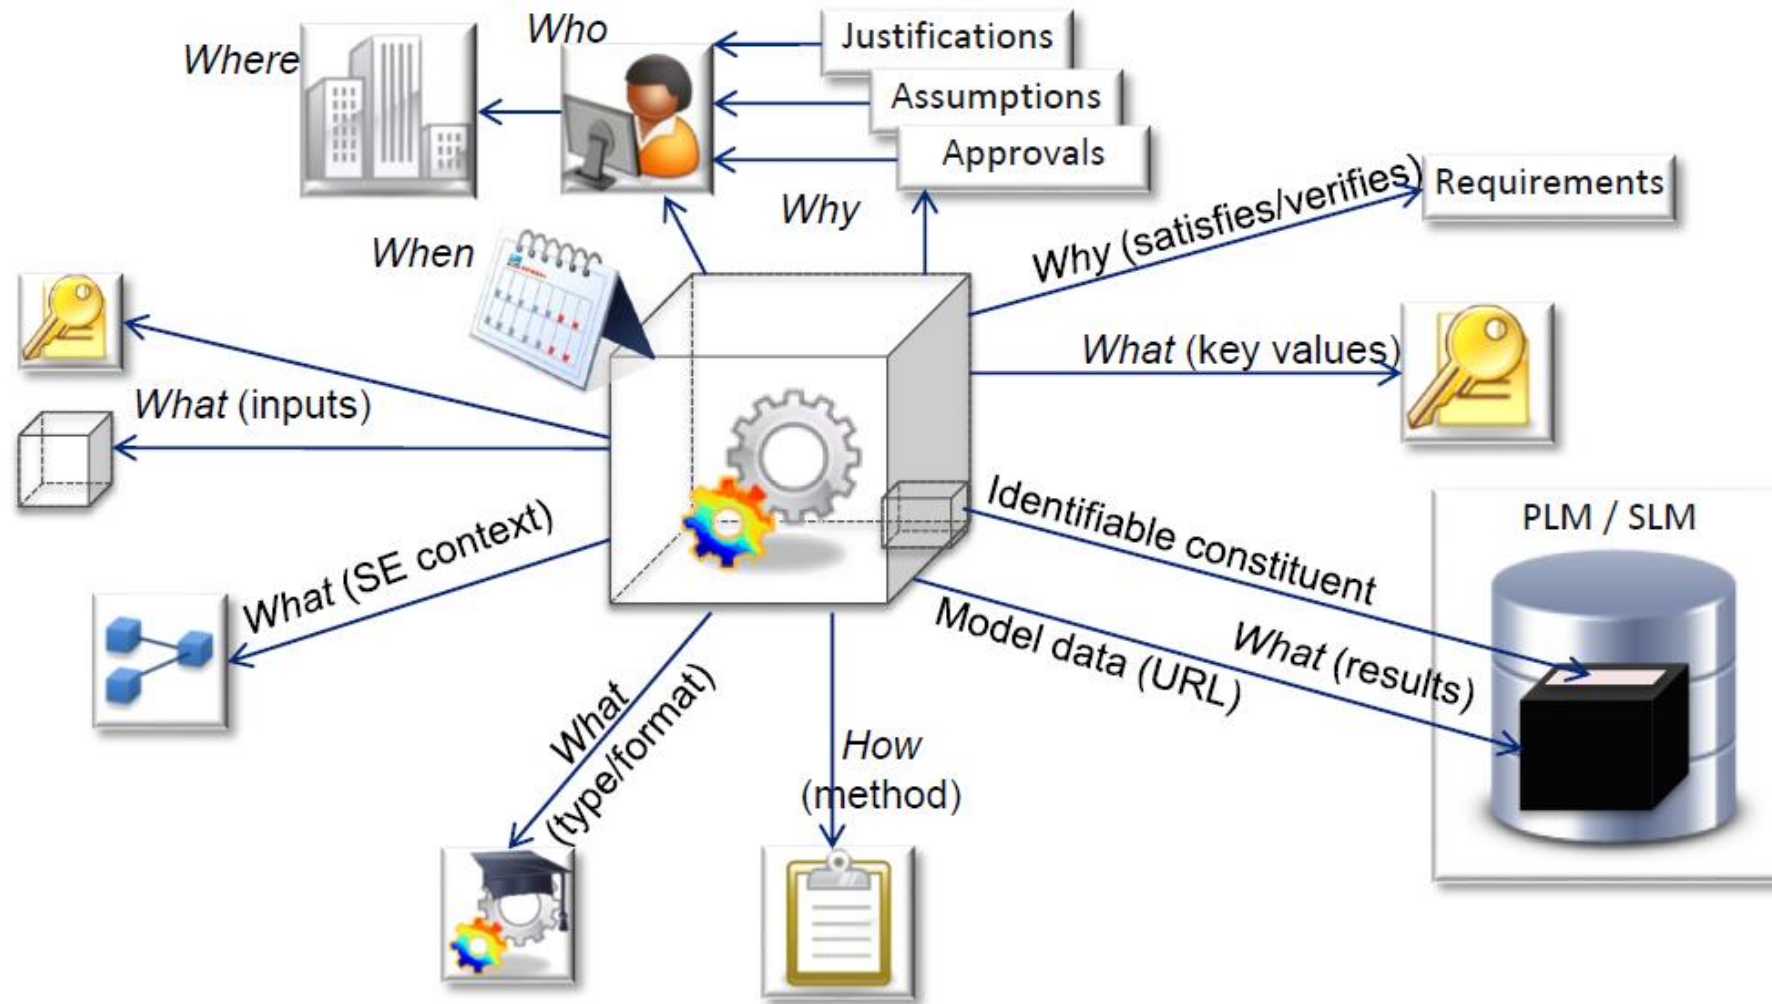 Who
Justifications
Where
Assumptions
Approvals
Why
Why (satisfies/verifies)
Requirements
When
What (key values)
What (inputs)
Identifiable constituent
PLM / SLM
What (SE context)
Model data (URL)
What (results)
What
(type/format)
How
(method)